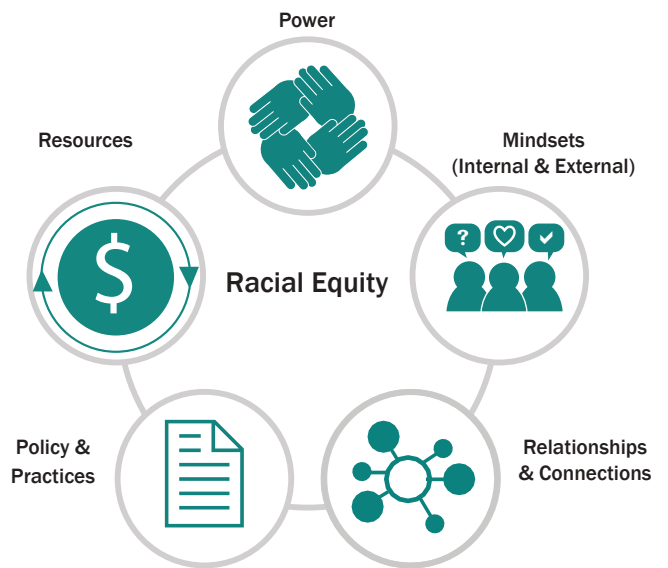 Power
Resources
Mindsets
(Internal & External)
?
$
Racial Equity
Policy &
Practices
Relationships
& Connections